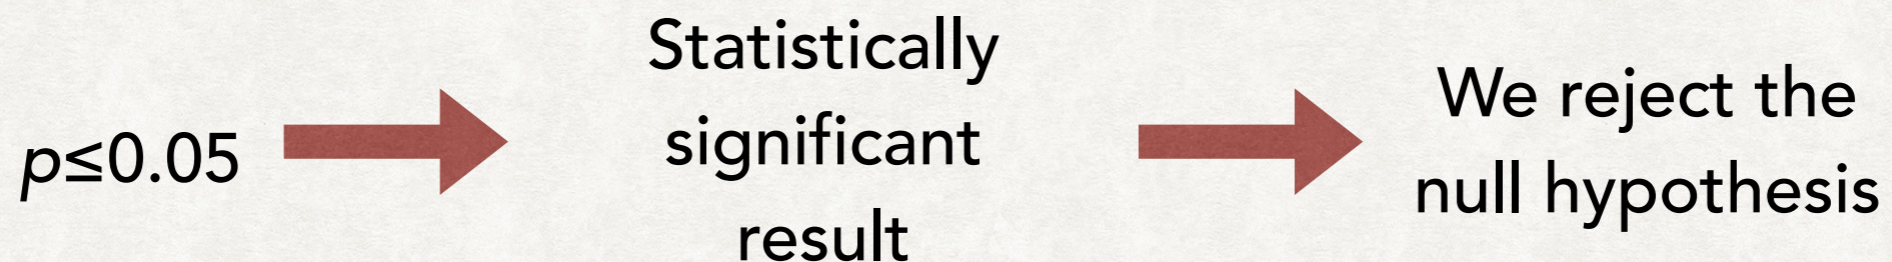 p≤0.05
Statistically
significant
result
We reject the
null hypothesis